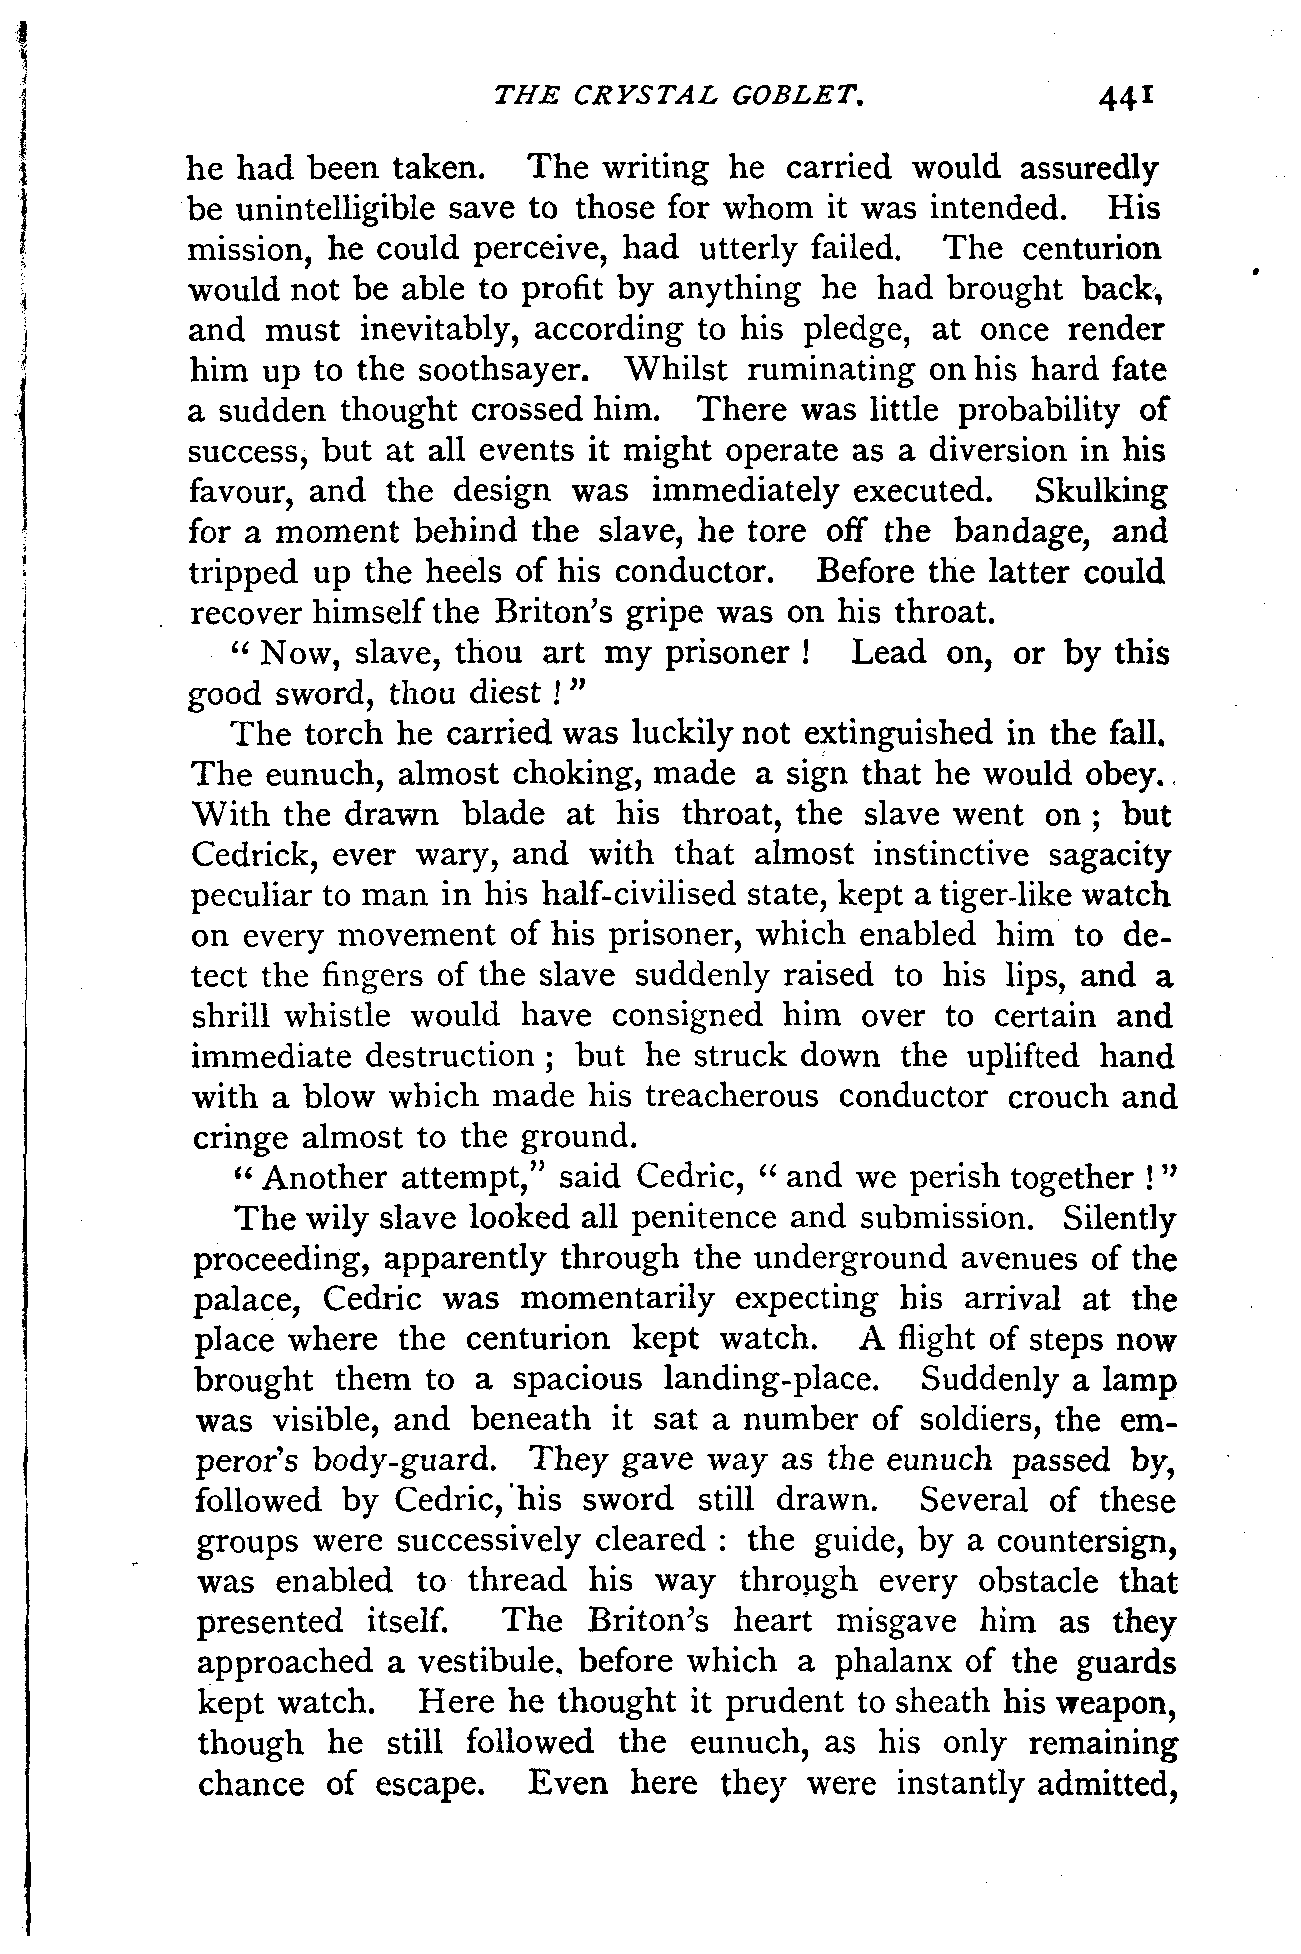 THE CRYSTAL GOBLET. 441
he had been taken. The writing he carried would assuredly
be unintelligible save to those for whom it was intended. His
mission, he could perceive, had utterly failed. The centurion
would not be able to profit by anything he had brought back,
and must inevitably, according to his pledge, at once render
him up to the soothsayer. Whilst ruminating on his hard fate
a sudden thought crossed him. There was little probability of
success, but at all events it might operate as a diversion in his
favour, and the design was immediately executed. Skulking
for a moment behind the slave, he tore off the bandage, and
tripped up the heels of his conductor. Before the latter could
recover himself the Briton's gripe was on his throat.
“ Now, slave, thou art my prisoner ! Lead on, or by this
good sword, thou diest ! ”
The torch he carried was luckily not extinguished in the fall.
The eunuch, almost choking, made a sign that he would obey.
With the drawn blade at his throat, the slave went on ; but
Cedrick, ever wary, and with that almost instinctive sagacity
peculiar to man in his half-civilised state, kept a tiger-like watch
on every movement of his prisoner, which enabled him to de-
tect the fingers of the slave suddenly raised to his lips, and a
shrill whistle would have consigned him over to certain and
immediate destruction ; but he struck down the uplifted hand
with a blow which made his treacherous conductor crouch and
cringe almost to the ground.
“ Another attempt,” said Cedric, “ and we perish together ! ”
The wily slave looked all penitence and submission. Silently
proceeding, apparently through the underground avenues of the
palace, Cedric was momentarily expecting his arrival at the
place where the centurion kept watch. A flight of steps now
brought them to a spacious landing-place. Suddenly a lamp
was visible, and beneath it sat a number of soldiers, the em-
peror's body-guard. They gave way as the eunuch passed by,
followed by Cedric, his sword still drawn. Several of these
groups were successively cleared : the guide, by a countersign,
was enabled to thread his way through every obstacle that
presented itself. The Briton's heart misgave him as they
approached a vestibule. before which a phalanx of the guards
kept watch. Here he thought it prudent to sheath his weapon,
though he still followed the eunuch, as his only remaining
chance of escape. Even here they were instantly admitted,